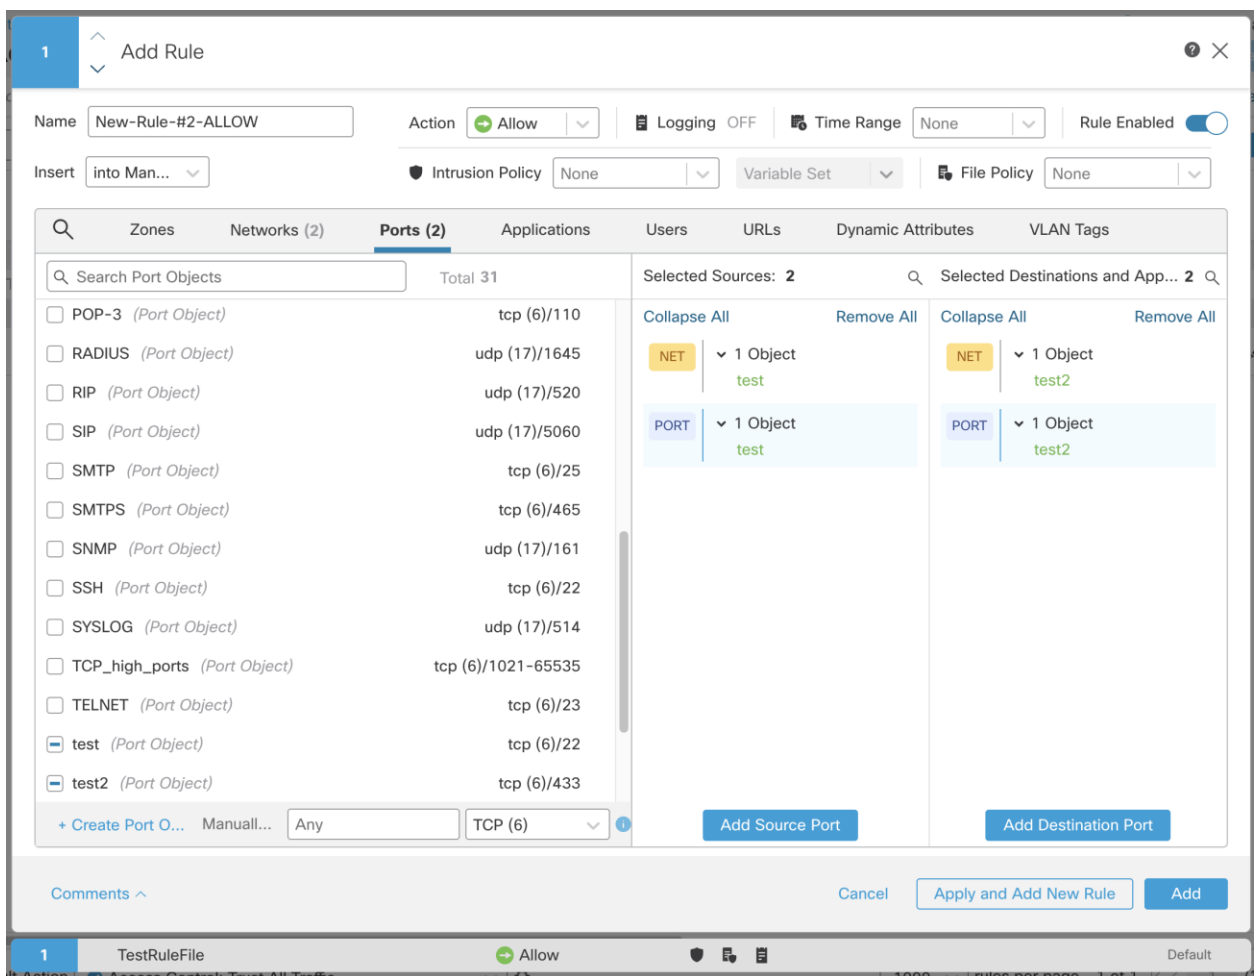 1 Add Rule
Name New-Rule-#2-ALLOW Action Allow Logging OFF Time Range None Rule Enabled
Insert into Man... Intrusion Policy None Variable Set File Policy None
Zones Networks (2) Ports (2) Applications Users URLs Dynamic Attributes VLAN Tags
Search Port Objects Total 31 Selected Sources: 2 Selected Destinations and App... 2
POP-3 (Port Object) tcp (6)/110 Collapse All Remove All Collapse All Remove All
RADIUS (Port Object) udp (17)/1645 NET 1 Object NET 1 Object
test test2
RIP (Port Object) udp (17)/520
SIP (Port Object) udp (17)/5060 PORT 1 Object PORT 1 Object
test test2
SMTP (Port Object) tcp (6)/25
SMTPS (Port Object) tcp (6)/465
SNMP (Port Object) udp (17)/161
SSH (Port Object) tcp (6)/22
SYSLOG (Port Object) udp (17)/514
TCP_high_ports (Port Object) tcp (6)/1021-65535
TELNET (Port Object) tcp (6)/23
test (Port Object) tcp (6)/22
test2 (Port Object) tcp (6)/433
+ Create Port O... Manuall... Any TCP (6) Add Source Port Add Destination Port
Comments Cancel Apply and Add New Rule Add
1 TestRuleFile Allow Default